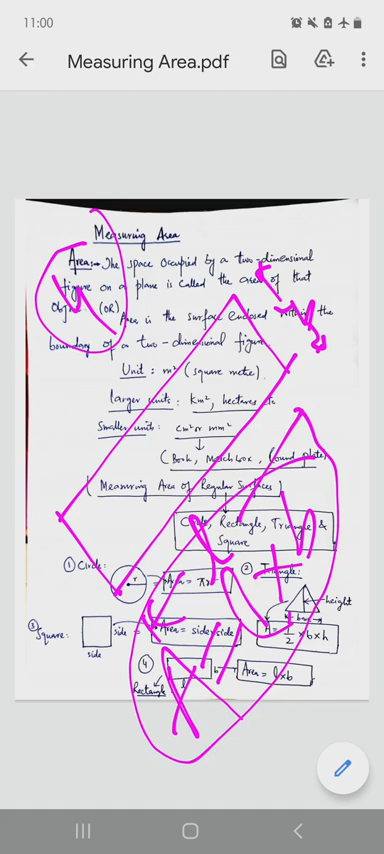 11:00
Measuring Area.pdf
Measuring Area
Area:- The space occupied by a two-dimensional
figure on a plane is called the area of that
object (OR)
Area is the surface enclosed within the
boundary of a two-dimensional figure.
Unit: m² (square metre).
larger units: Km², hectares etc
Smaller units: cm² or mm²
(Book, Matchbox, round plate)
(Measuring Area of Regular Surfaces)
Circle, Rectangle, Triangle &
Square
① Circle:
r
Area = πr²
② Triangle:
height
base
A = 1/2 × b × h
③ Square:
side
side
Area = side×side
④
Rectangle
b
l
Area = l×b